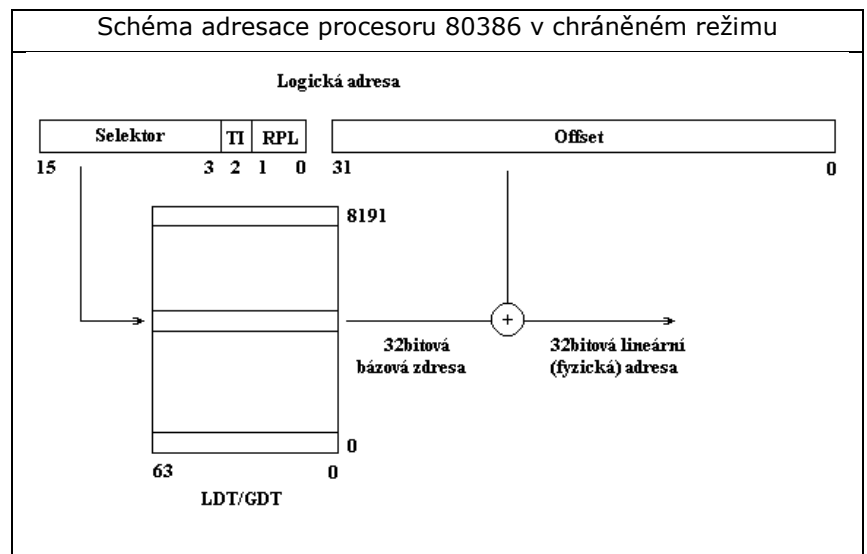 Schéma adresace procesoru 80386 v chráněném režimu
Logická adresa
Selektor TI RPL Offset
15 3 2 1 0 31 0
8191
32bitová
bázová zdresa
32bitová lineární
(fyzická) adresa
+
0
63 0
LDT/GDT